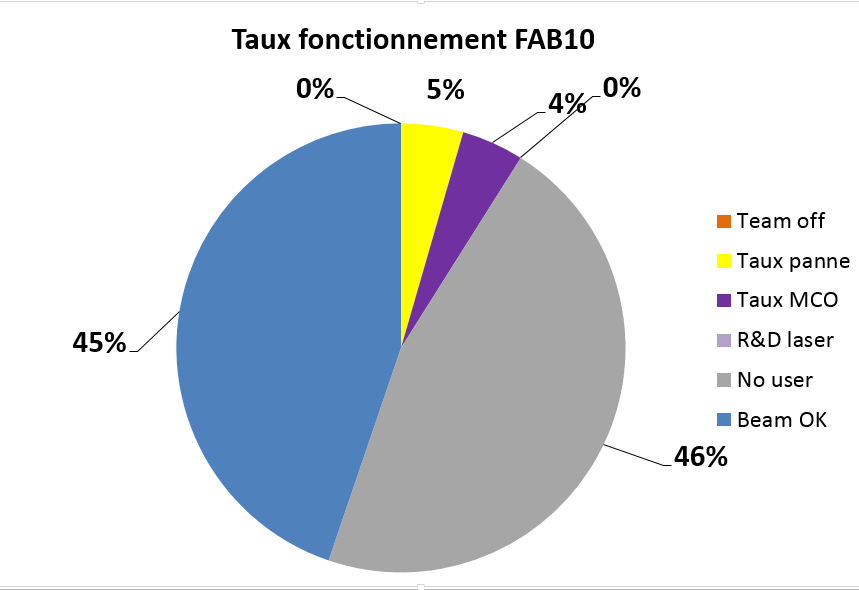 Taux fonctionnement FAB10
0%
5%
4%
0%
Team off
Taux panne
Taux MCO
R&D laser
No user
Beam OK
45%
46%